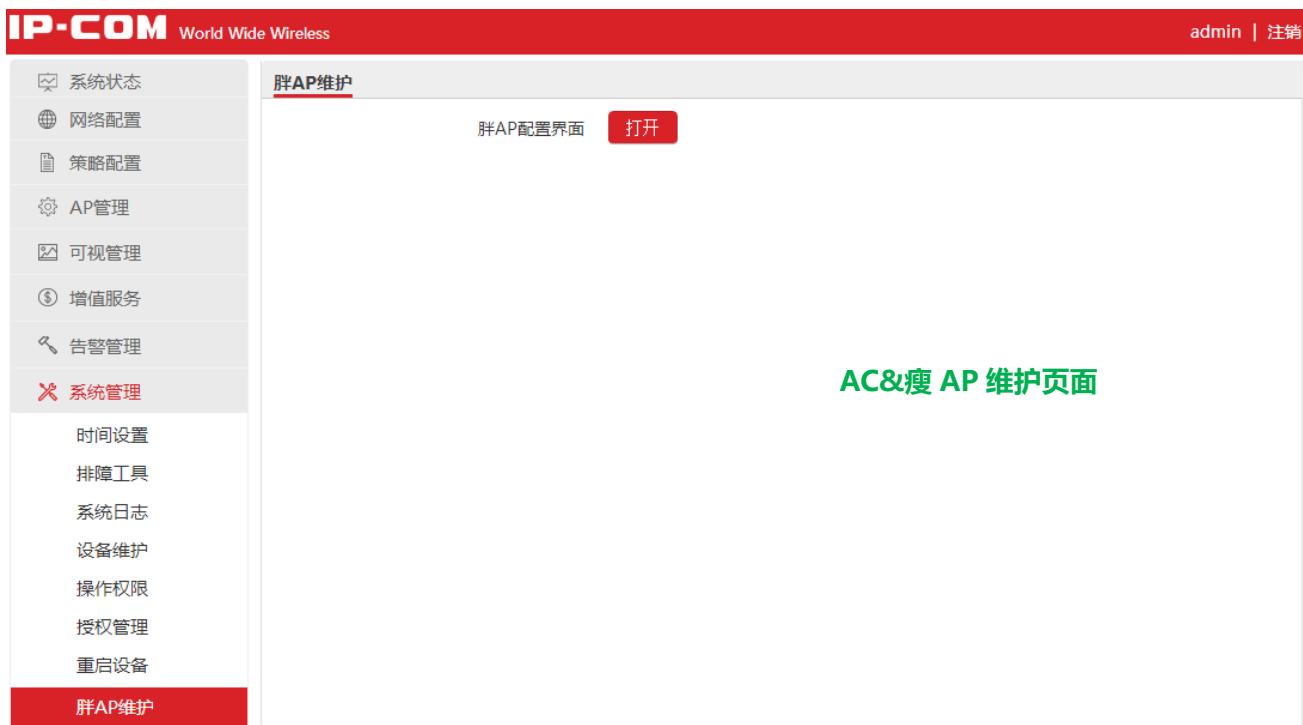 IP-COM World Wide Wireless
admin | 注销
系统状态
网络配置
策略配置
AP管理
可视管理
增值服务
告警管理
系统管理
时间设置
排障工具
系统日志
设备维护
操作权限
授权管理
重启设备
胖AP维护
胖AP维护
胖AP配置界面 打开
AC&瘦 AP 维护页面